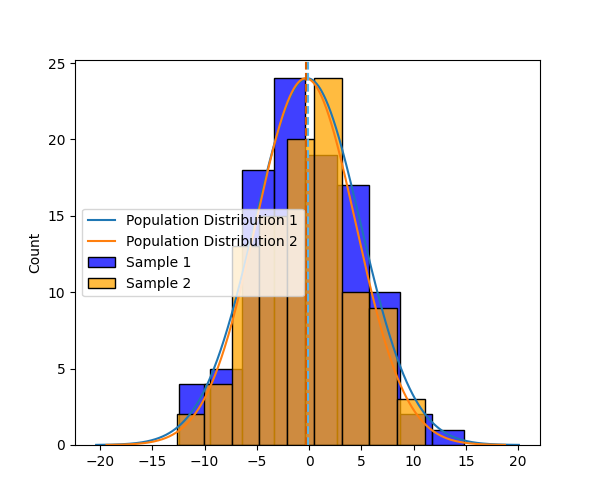 25
20
15
10
5
0
Count
Population Distribution 1
Population Distribution 2
Sample 1
Sample 2
−20 −15 −10 −5 0 5 10 15 20